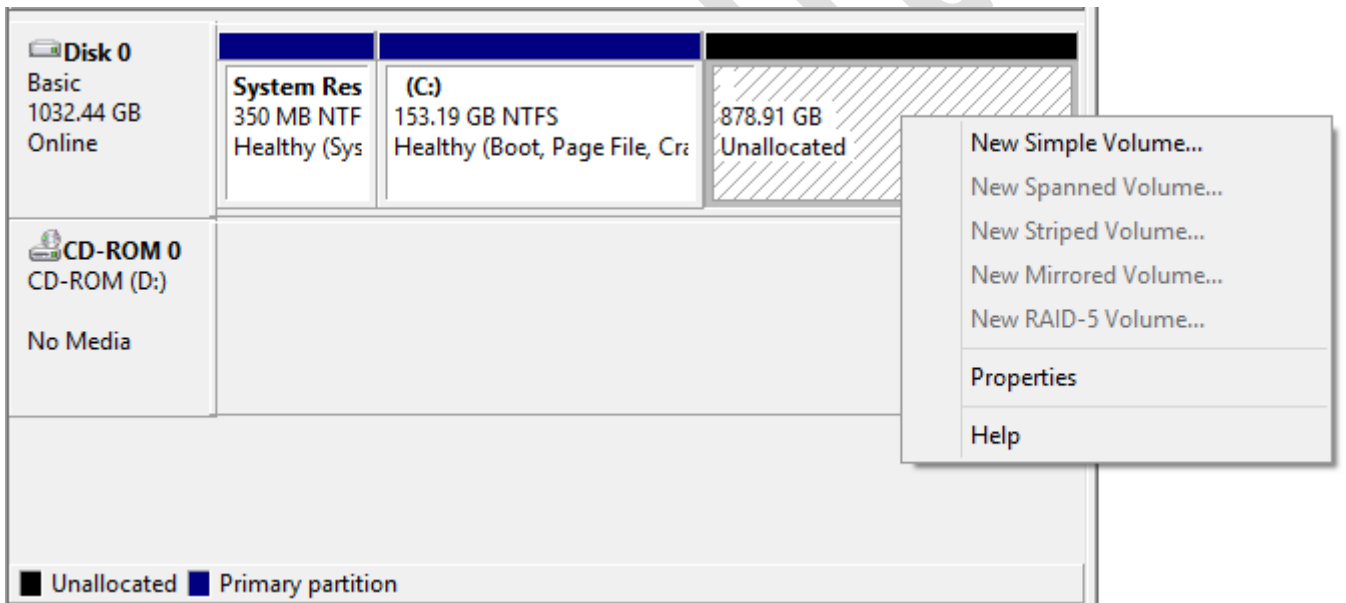 Disk 0
Basic
1032.44 GB
Online
System Res
350 MB NTF
Healthy (Sys
(C:)
153.19 GB NTFS
Healthy (Boot, Page File, Cra
878.91 GB
Unallocated
New Simple Volume...
New Spanned Volume...
New Striped Volume...
New Mirrored Volume...
New RAID-5 Volume...
Properties
Help
CD-ROM 0
CD-ROM (D:)
No Media
Unallocated Primary partition